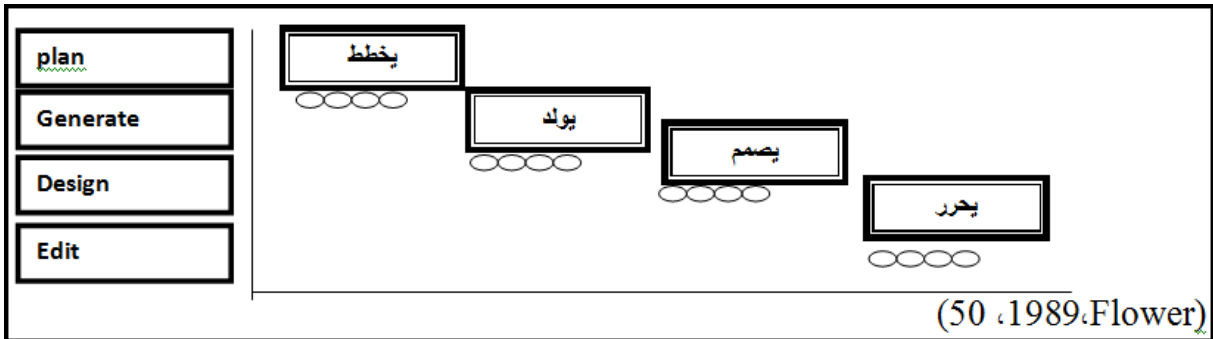 plan
Generate
Design
Edit
يخطط
يولد
يصمم
يحرر
(Flower،1989، 50)